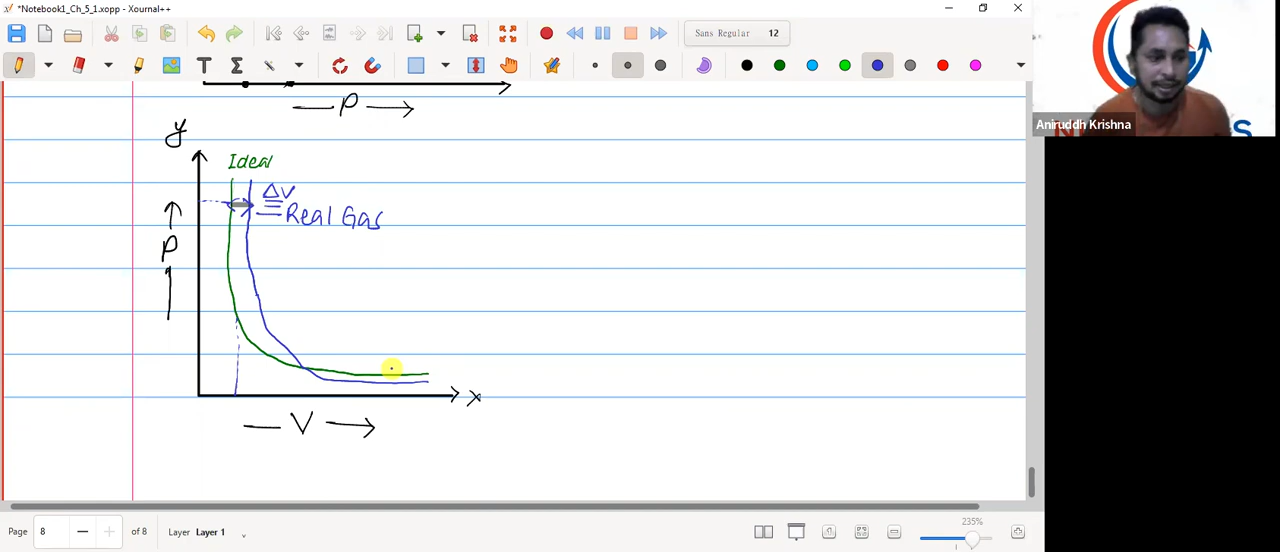 *Notebook1_Ch_5_1.xopp - Xournal++
Sans Regular 12
P
y
Ideal
ΔV
Real Gas
P
V
x
Aniruddh Krishna
Page 8 of 8 Layer Layer 1
235%